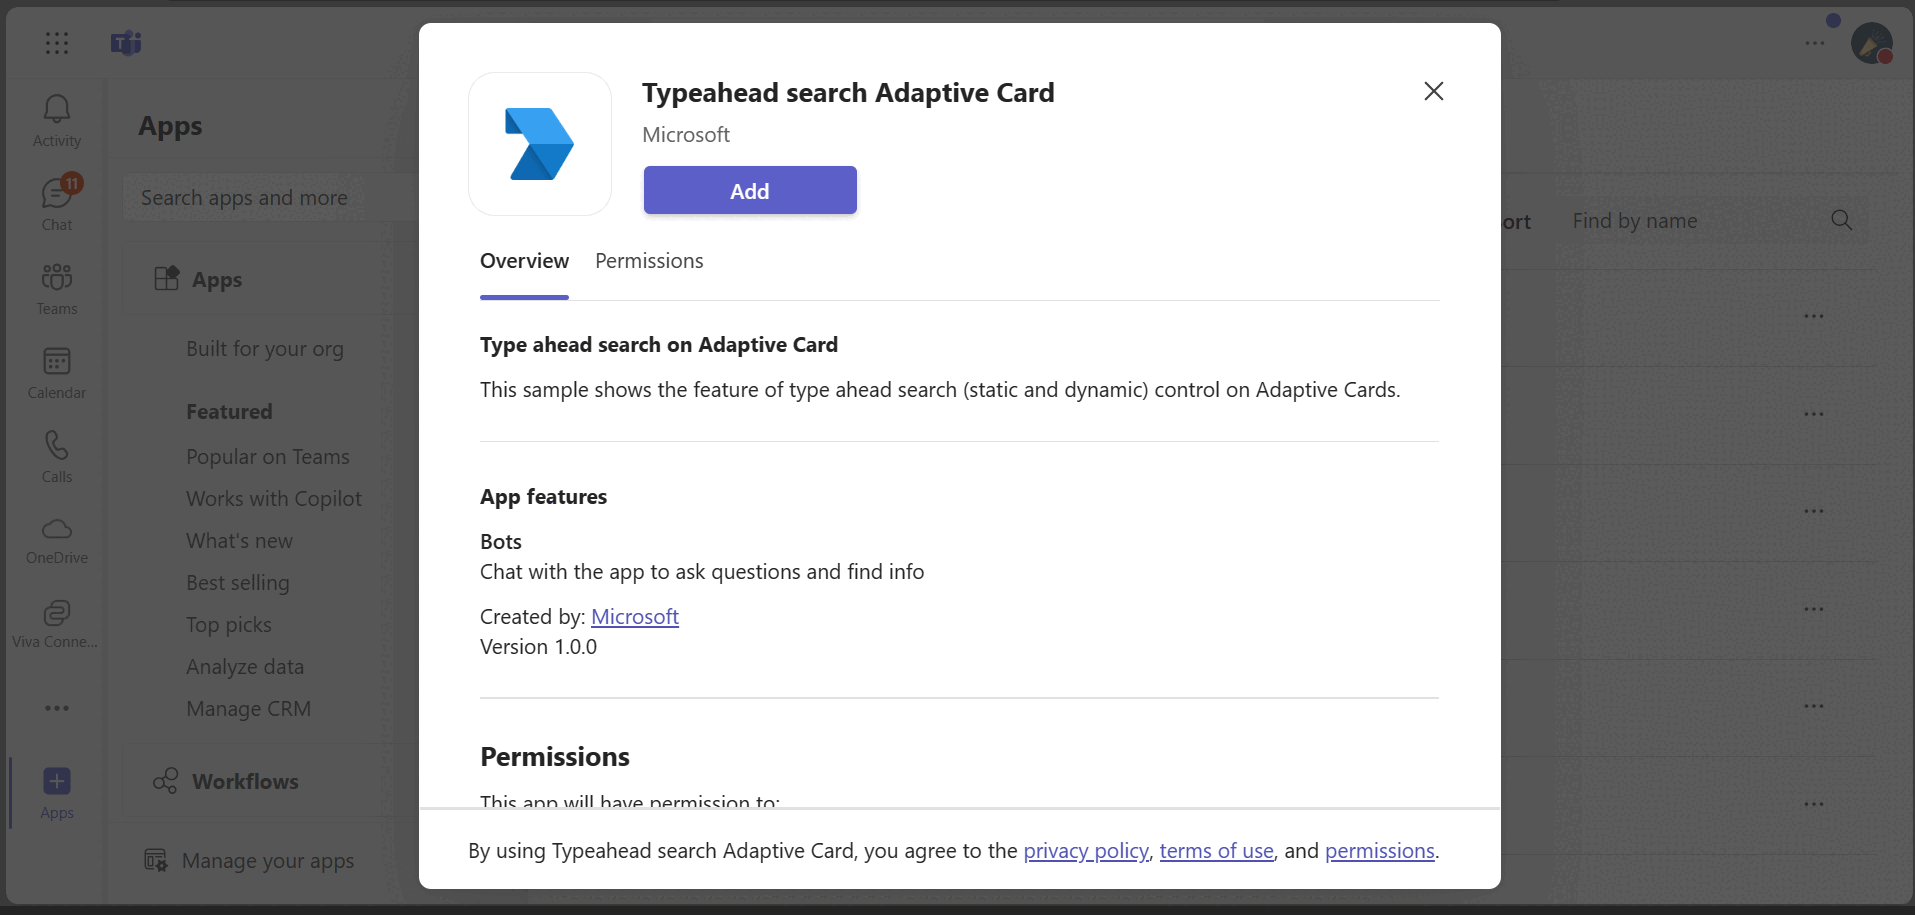 Activity
11
Chat
Teams
Calendar
Calls
OneDrive
Viva Conne...
Apps
Apps
Search apps and more
Apps
Built for your org
Featured
Popular on Teams
Works with Copilot
What's new
Best selling
Top picks
Analyze data
Manage CRM
Workflows
Manage your apps
Typeahead search Adaptive Card
Microsoft
Add
Overview
Permissions
Type ahead search on Adaptive Card
This sample shows the feature of type ahead search (static and dynamic) control on Adaptive Cards.
App features
Bots
Chat with the app to ask questions and find info
Created by: Microsoft
Version 1.0.0
Permissions
This app will have permission to:
By using Typeahead search Adaptive Card, you agree to the privacy policy, terms of use, and permissions.
ort
Find by name